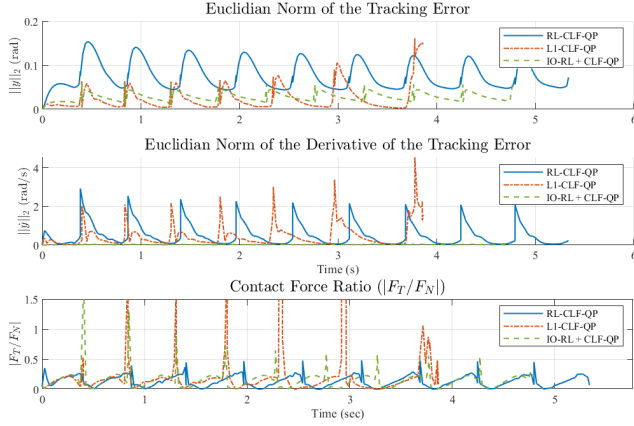 Euclidian Norm of the Tracking Error
0.2
0.1
0
||y||₂ (rad)
RL-CLF-QP
L1-CLF-QP
IO-RL + CLF-QP
0 1 2 3 4 5 6
Euclidian Norm of the Derivative of the Tracking Error
4
2
0
||ẏ||₂ (rad/s)
RL-CLF-QP
L1-CLF-QP
IO-RL + CLF-QP
0 1 2 3 4 5 6
Time (s)
Contact Force Ratio (|F_T/F_N|)
1.5
1
0.5
0
|F_T/F_N|
RL-CLF-QP
L1-CLF-QP
IO-RL + CLF-QP
0 1 2 3 4 5
Time (sec)